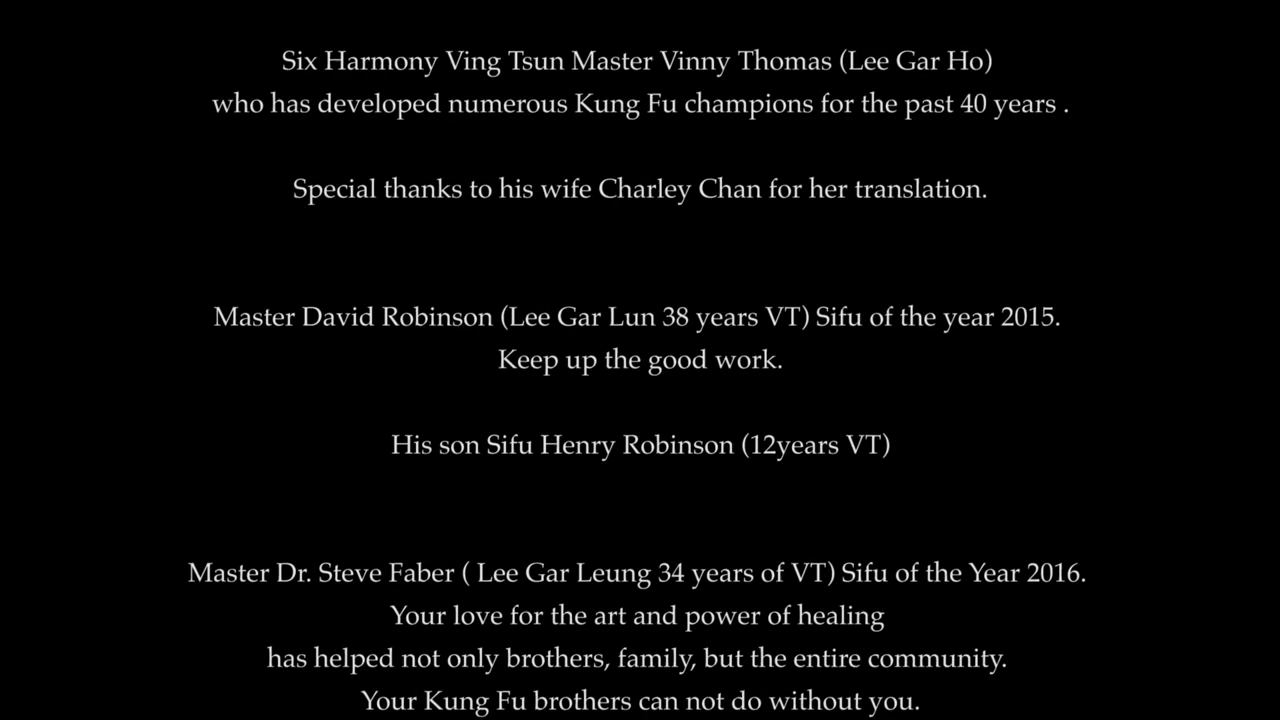 Six Harmony Ving Tsun Master Vinny Thomas (Lee Gar Ho)
who has developed numerous Kung Fu champions for the past 40 years .
Special thanks to his wife Charley Chan for her translation.
Master David Robinson (Lee Gar Lun 38 years VT) Sifu of the year 2015.
Keep up the good work.
His son Sifu Henry Robinson (12years VT)
Master Dr. Steve Faber ( Lee Gar Leung 34 years of VT) Sifu of the Year 2016.
Your love for the art and power of healing
has helped not only brothers, family, but the entire community.
Your Kung Fu brothers can not do without you.